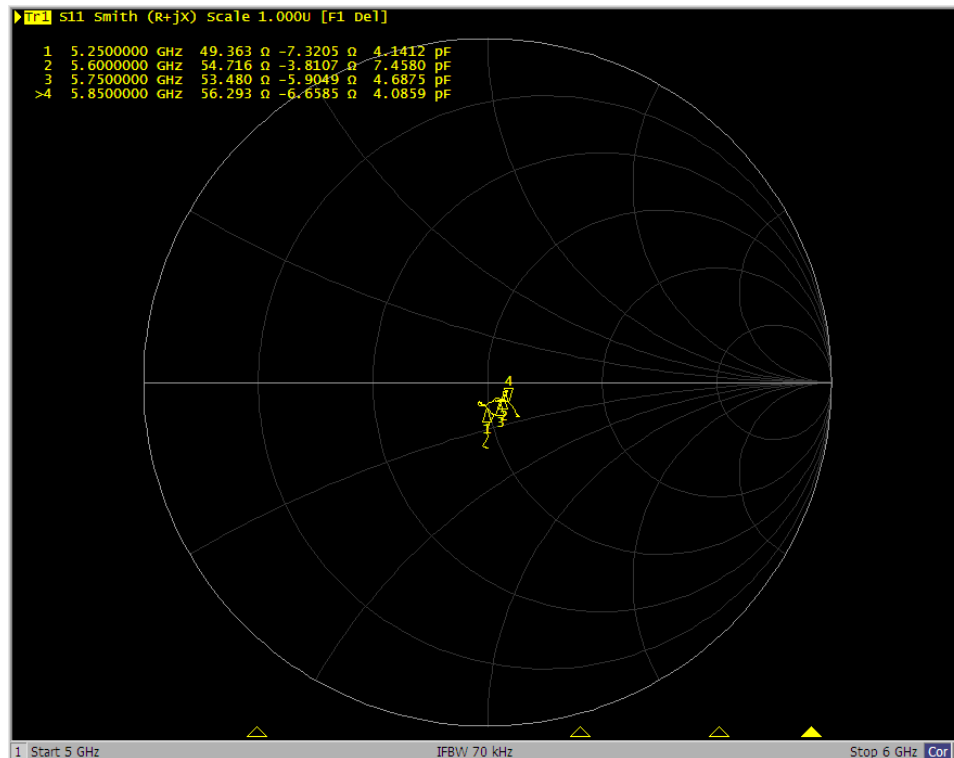 Tr1 S11 Smith (R+jX) Scale 1.000U [F1 Del]
1 5.2500000 GHz 49.363 Ω -7.3205 Ω 4.1412 pF
2 5.6000000 GHz 54.716 Ω -3.8107 Ω 7.4580 pF
3 5.7500000 GHz 53.480 Ω -5.9049 Ω 4.6875 pF
>4 5.8500000 GHz 56.293 Ω -6.6585 Ω 4.0859 pF
4
2
3
1
1 Start 5 GHz IFBW 70 kHz Stop 6 GHz Cor